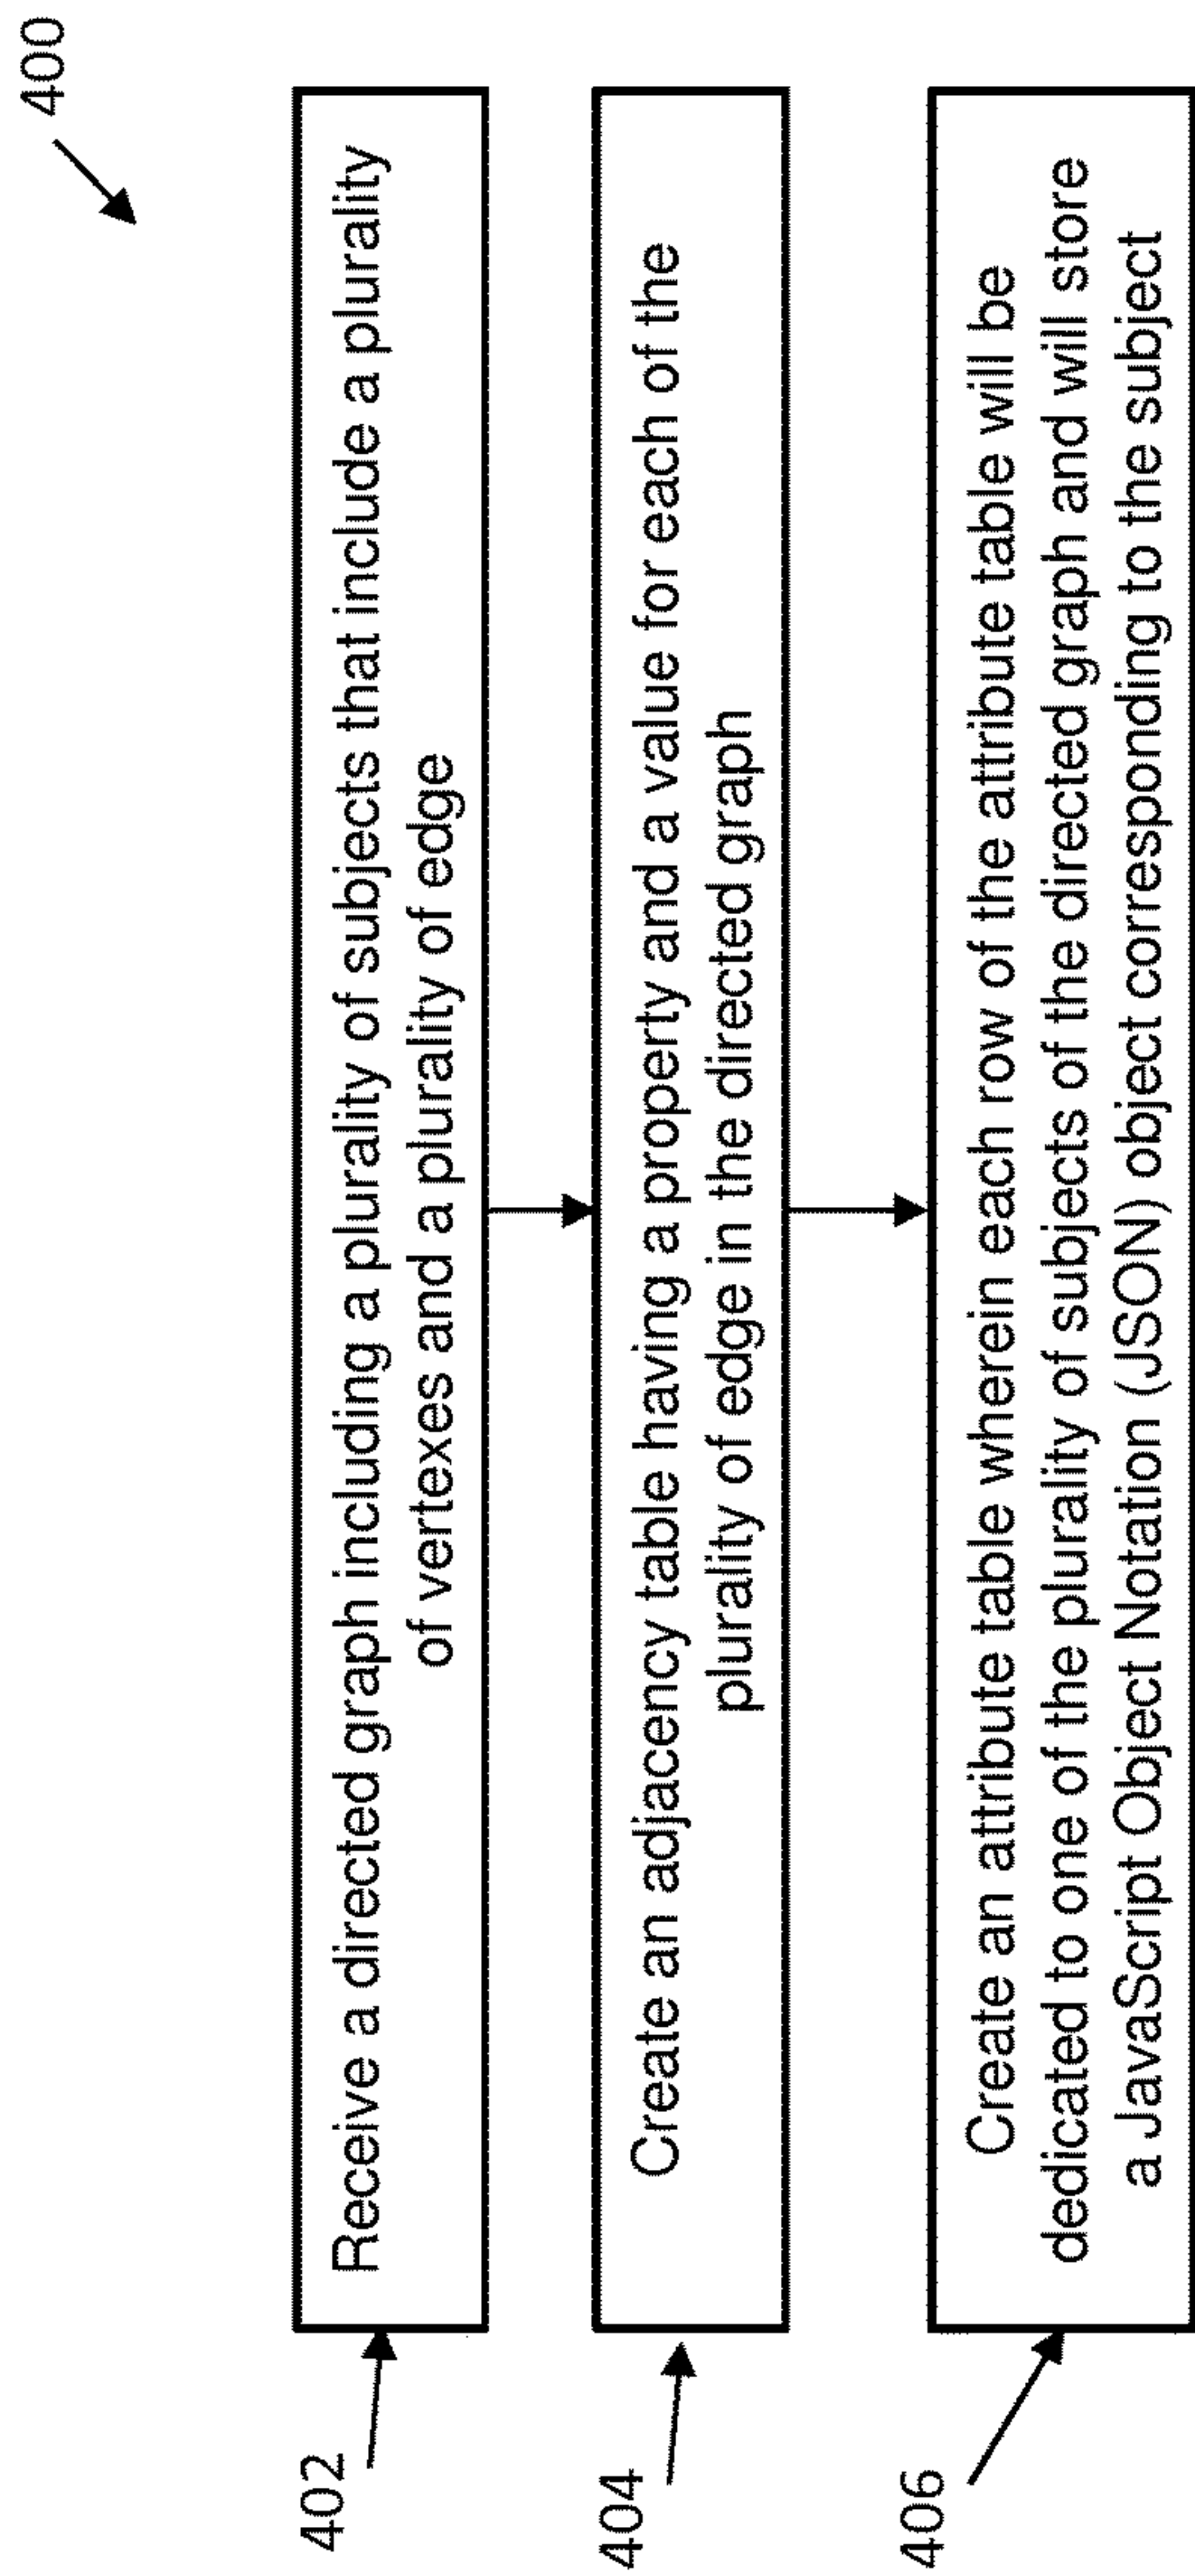 400
402
Receive a directed graph including a plurality of subjects that include a plurality
of vertexes and a plurality of edge
404
Create an adjacency table having a property and a value for each of the
plurality of edge in the directed graph
406
Create an attribute table wherein each row of the attribute table will be
dedicated to one of the plurality of subjects of the directed graph and will store
a JavaScript Object Notation (JSON) object corresponding to the subject